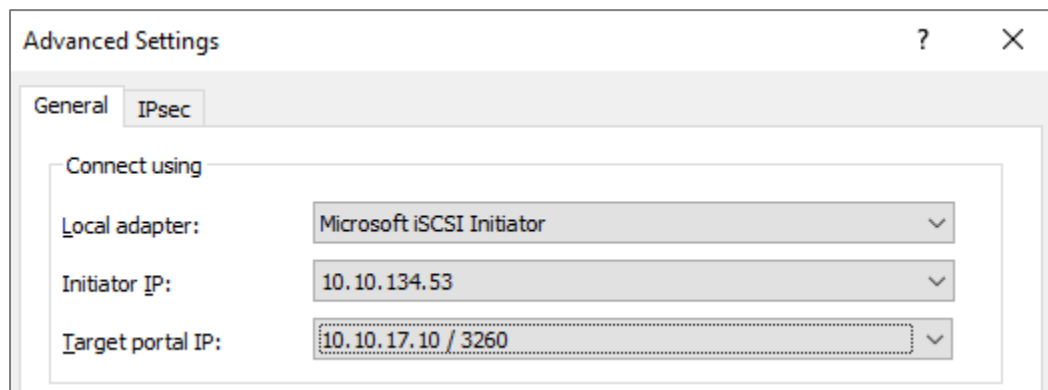 Advanced Settings ? X
General IPsec
Connect using
Local adapter: Microsoft iSCSI Initiator
Initiator IP: 10.10.134.53
Target portal IP: 10.10.17.10 / 3260